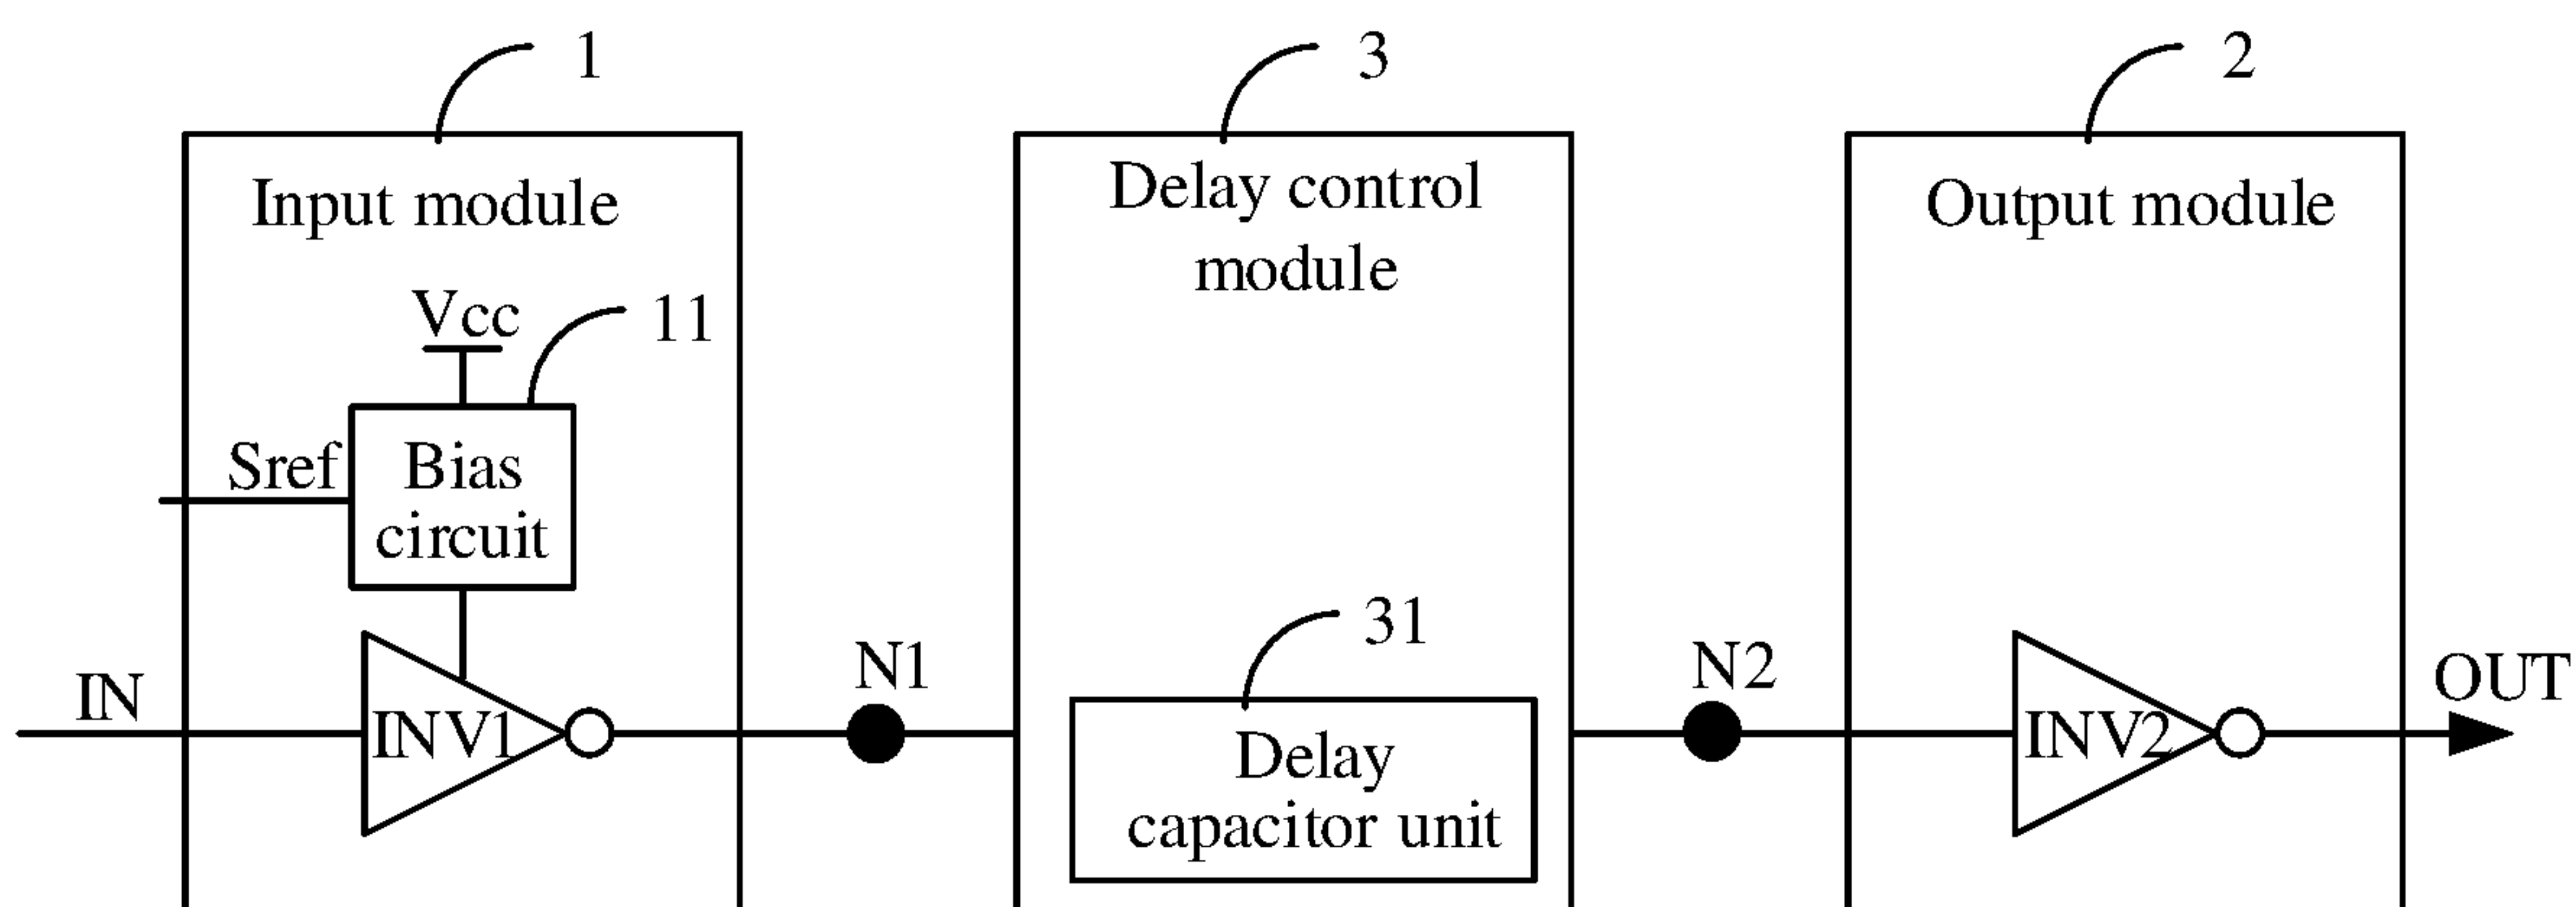 1
3
2
Input module
Delay control
module
Output module
Vcc
11
Sref
Bias
circuit
31
IN
INV1
N1
Delay
capacitor unit
N2
INV2
OUT